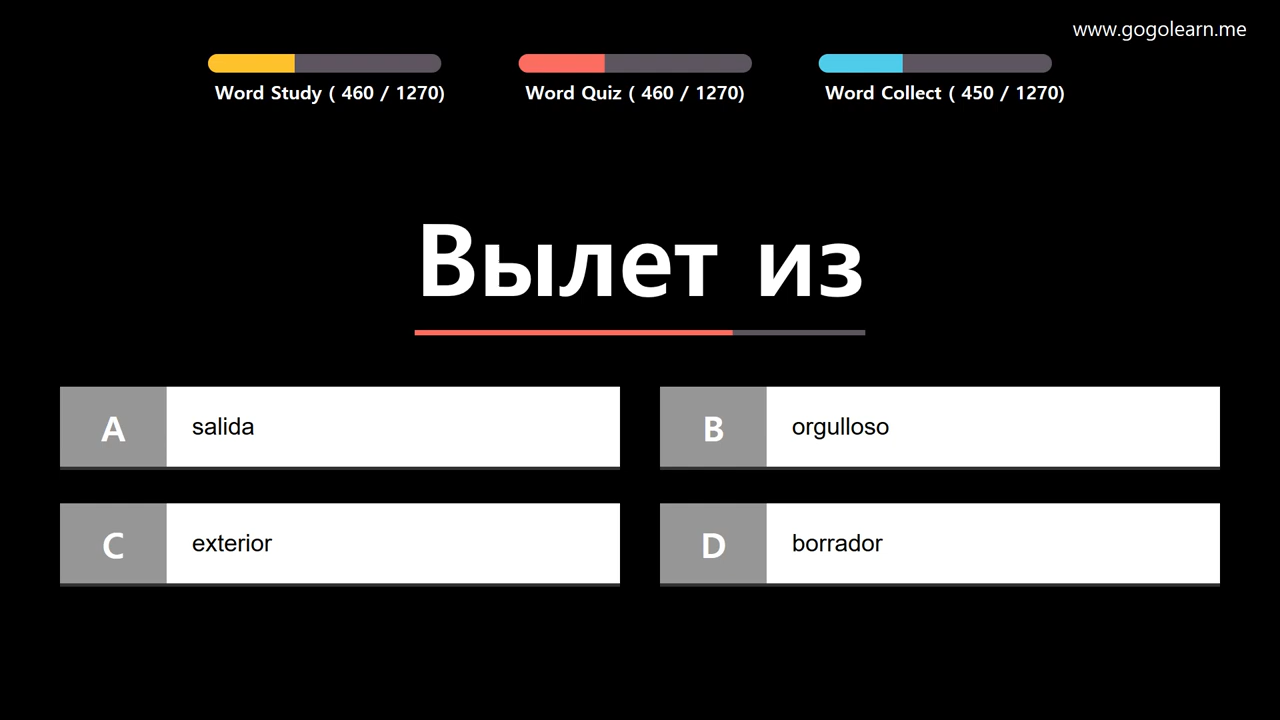 www.gogolearn.me
Word Study ( 460 / 1270)
Word Quiz ( 460 / 1270)
Word Collect ( 450 / 1270)
Вылет из
A
salida
B
orgulloso
C
exterior
D
borrador